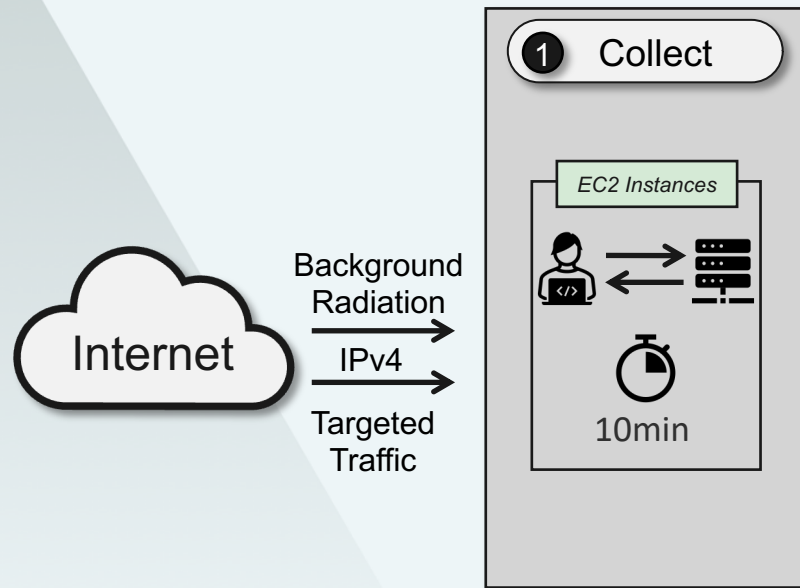 1 Collect
EC2 Instances
</>
10min
Internet
Background
Radiation
IPv4
Targeted
Traffic